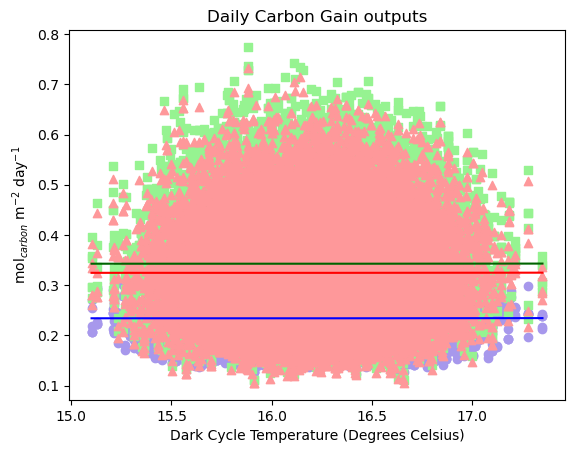 Daily Carbon Gain outputs
mol_{carbon} m^{−2} day^{−1}
0.8
0.7
0.6
0.5
0.4
0.3
0.2
0.1
15.0 15.5 16.0 16.5 17.0
Dark Cycle Temperature (Degrees Celsius)